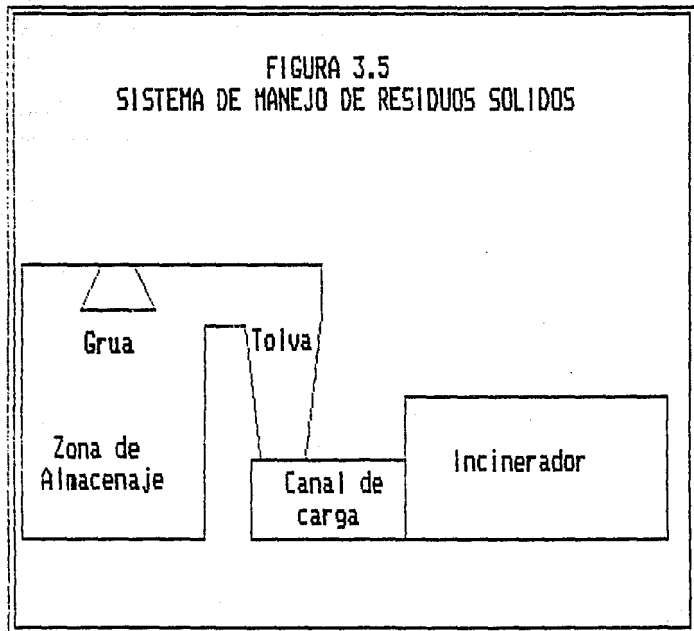 FIGURA 3.5
SISTEMA DE MANEJO DE RESIDUOS SOLIDOS
Grua
Tolva
Zona de
Almacenaje
Canal de
carga
Incinerador